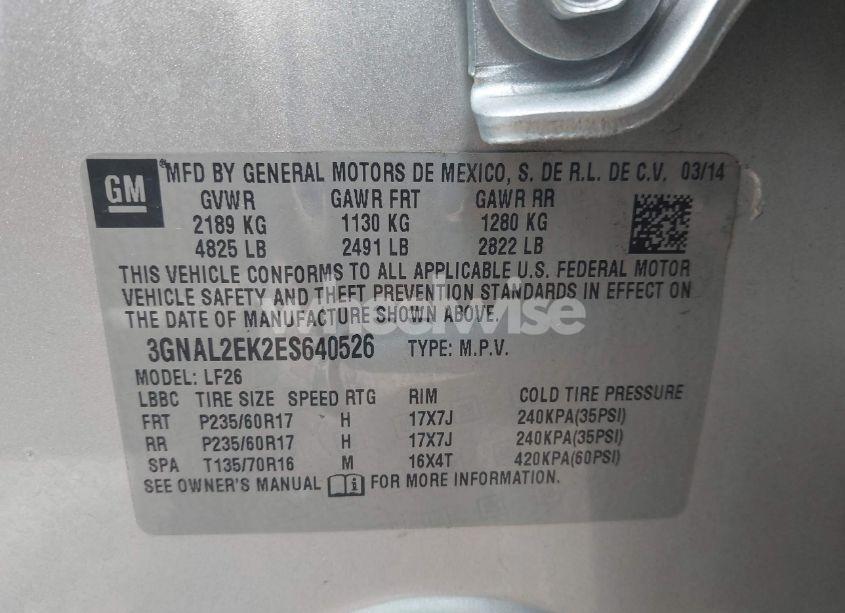 GM
MFD BY GENERAL MOTORS DE MEXICO, S. DE R.L. DE C.V. 03/14
GVWR GAWR FRT GAWR RR
2189 KG 1130 KG 1280 KG
4825 LB 2491 LB 2822 LB
THIS VEHICLE CONFORMS TO ALL APPLICABLE U.S. FEDERAL MOTOR
VEHICLE SAFETY AND THEFT PREVENTION STANDARDS IN EFFECT ON
THE DATE OF MANUFACTURE SHOWN ABOVE.
wheelwise
3GNAL2EK2ES640526 TYPE: M.P.V.
MODEL: LF26
LBBC TIRE SIZE SPEED RTG RIM COLD TIRE PRESSURE
FRT P235/60R17 H 17X7J 240KPA(35PSI)
RR P235/60R17 H 17X7J 240KPA(35PSI)
SPA T135/70R16 M 16X4T 420KPA(60PSI)
SEE OWNER'S MANUAL FOR MORE INFORMATION.